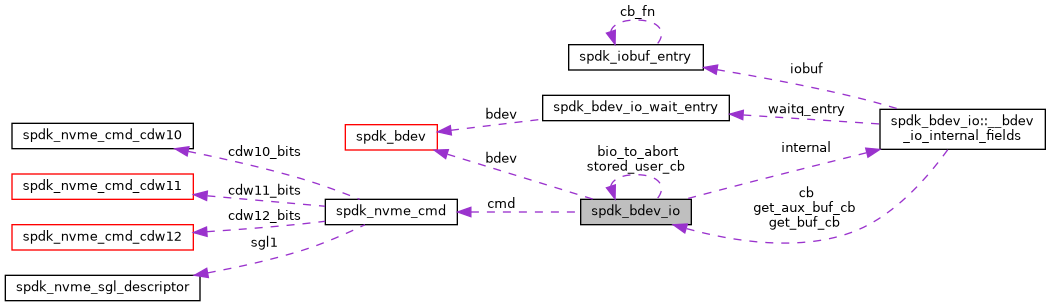 cb_fn
spdk_iobuf_entry
iobuf
spdk_bdev_io_wait_entry
waitq_entry
bdev
spdk_bdev_io::__bdev
_io_internal_fields
spdk_nvme_cmd_cdw10
spdk_bdev
cdw10_bits
bdev
bio_to_abort
stored_user_cb
internal
spdk_nvme_cmd_cdw11
cdw11_bits
cb
get_aux_buf_cb
get_buf_cb
spdk_nvme_cmd
cmd
spdk_bdev_io
cdw12_bits
spdk_nvme_cmd_cdw12
sgl1
spdk_nvme_sgl_descriptor